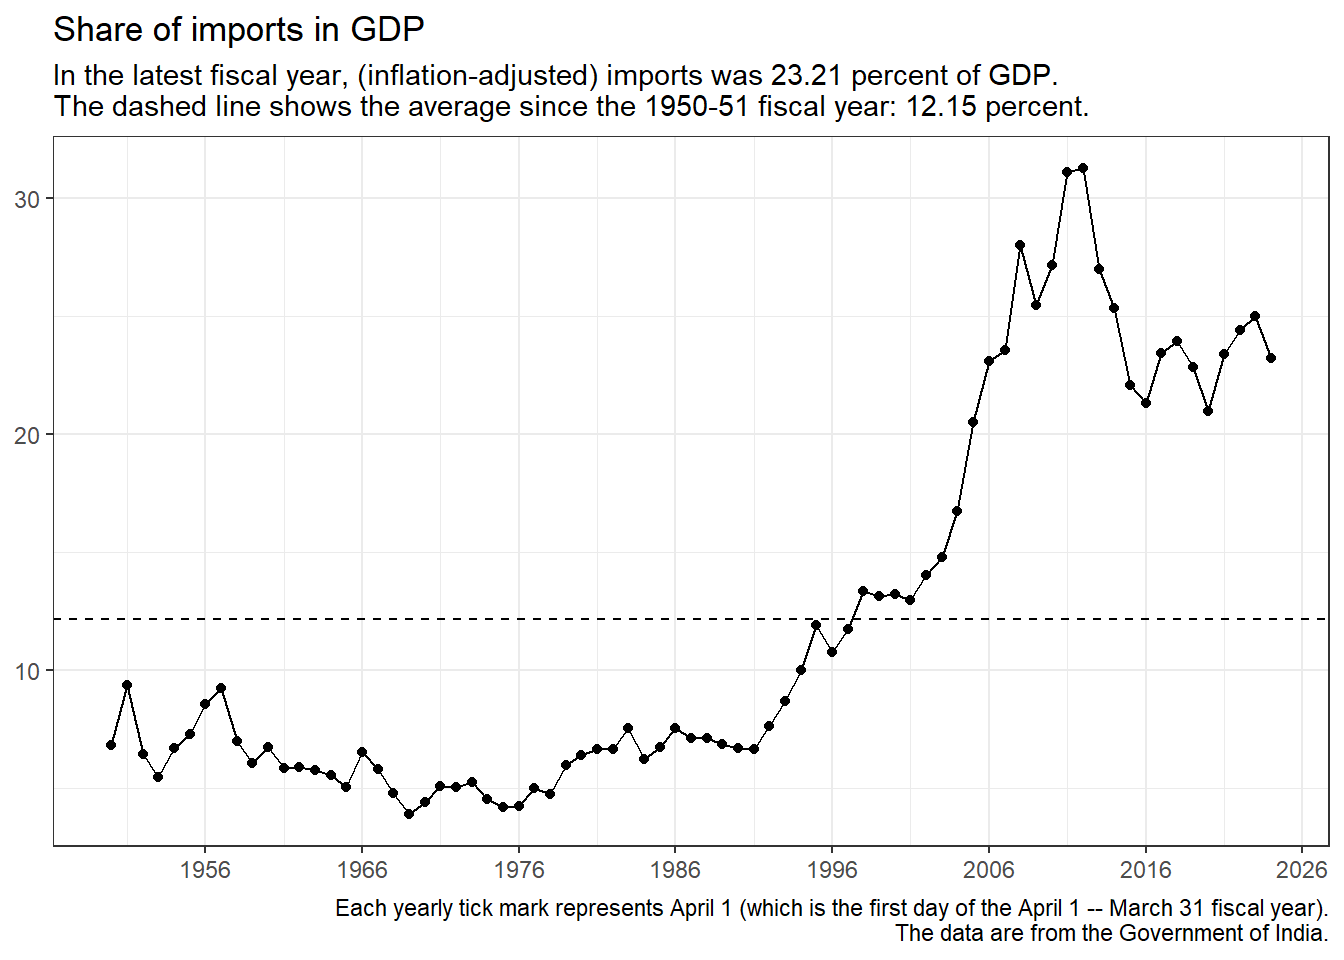 Share of imports in GDP
In the latest fiscal year, (inflation-adjusted) imports was 23.21 percent of GDP.
The dashed line shows the average since the 1950-51 fiscal year: 12.15 percent.
30
20
10
1956 1966 1976 1986 1996 2006 2016 2026
Each yearly tick mark represents April 1 (which is the first day of the April 1 -- March 31 fiscal year).
The data are from the Government of India.